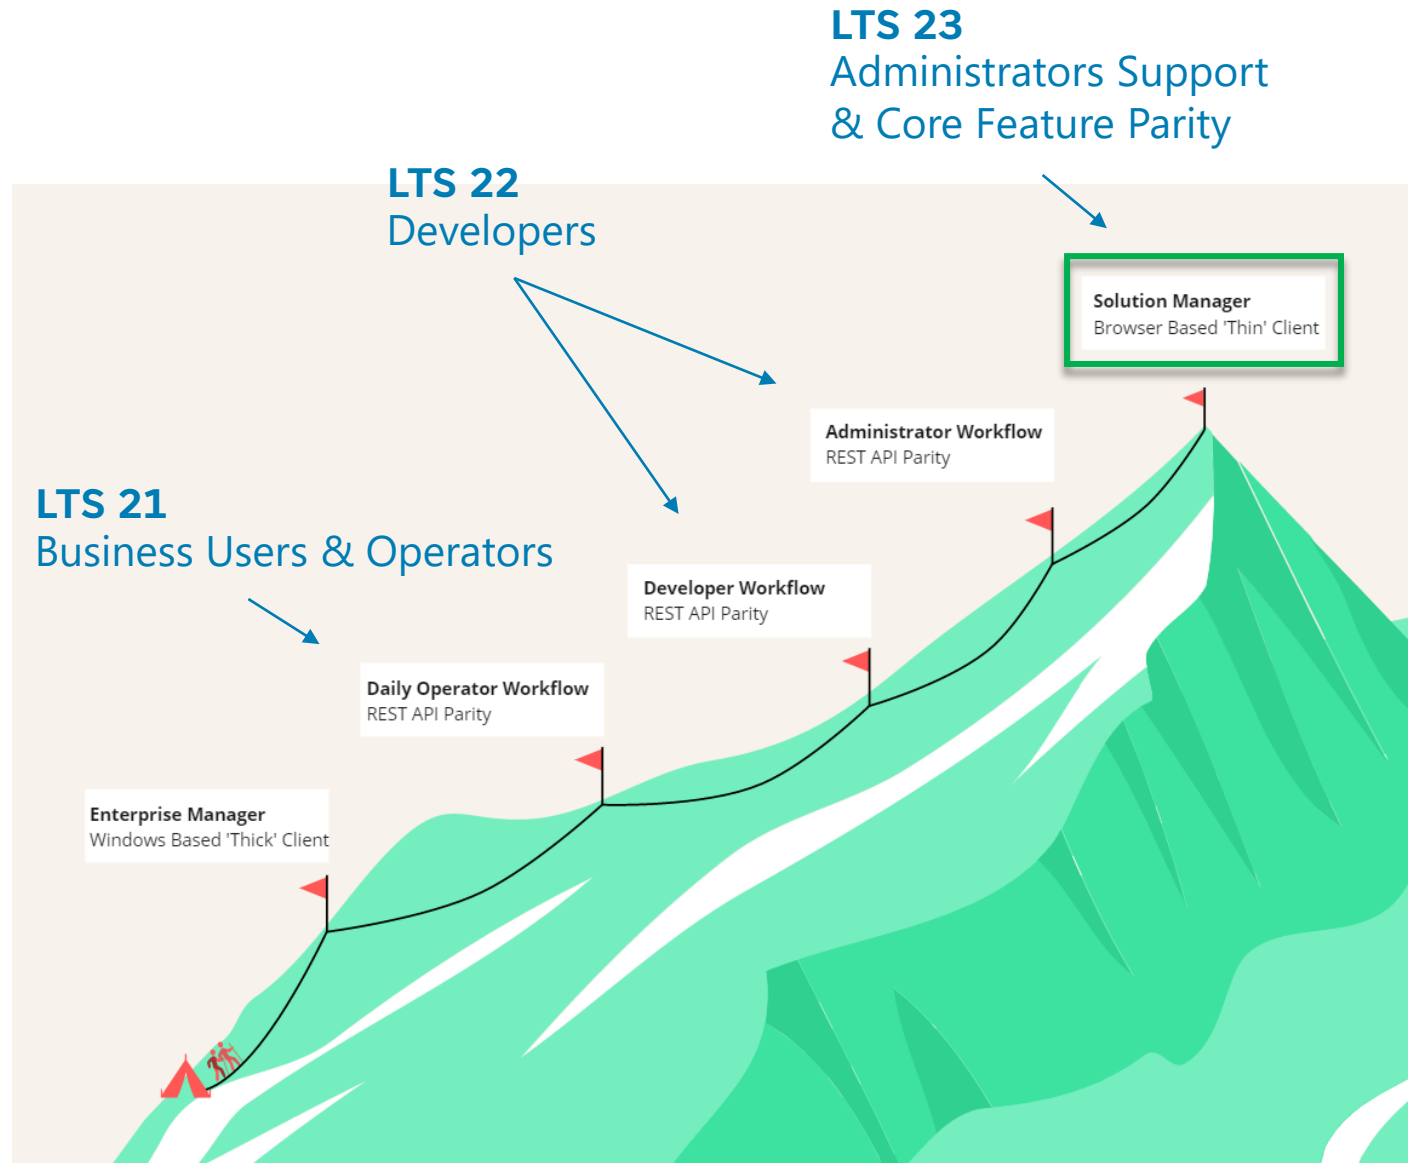 LTS 23
Administrators Support
& Core Feature Parity
LTS 22
Developers
Solution Manager
Browser Based 'Thin' Client
Administrator Workflow
REST API Parity
LTS 21
Business Users & Operators
Developer Workflow
REST API Parity
Daily Operator Workflow
REST API Parity
Enterprise Manager
Windows Based 'Thick' Client